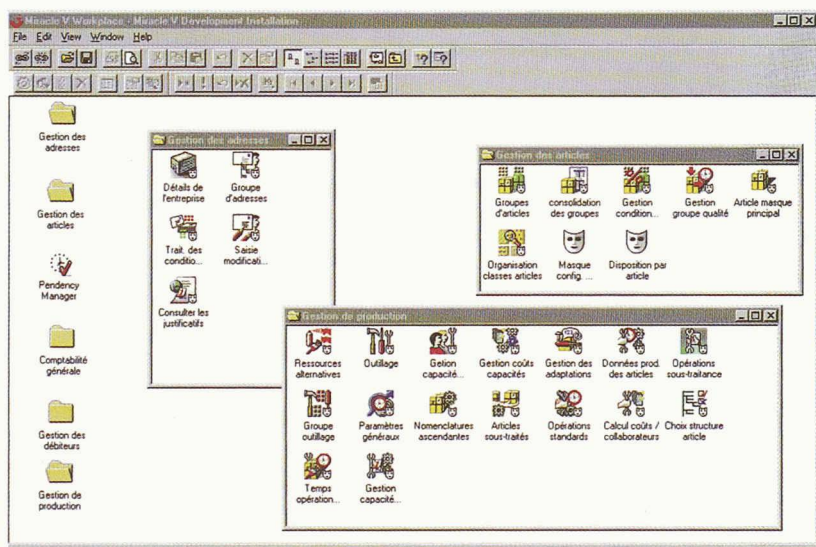 Miracle V Workplace - Miracle V Development Installation
File Edit View Window Help
Gestion des
adresses
Gestion des
articles
Pendency
Manager
Comptabilité
générale
Gestion des
débiteurs
Gestion de
production
Gestion des adresses
Détails de
l'entreprise
Groupe
d'adresses
Trait. des
conditio...
Saisie
modificati...
Consulter les
justificatifs
Gestion des articles
Groupes
d'articles
consolidation
des groupes
Gestion
condition...
Gestion
groupe qualité
Article masque
principal
Organisation
classes articles
Masque
config. ...
Disposition par
article
Gestion de production
Ressources
alternatives
Outillage
Getion
capacité...
Gestion coûts
capacités
Gestion des
adaptations
Données prod.
des articles
Opérations
sous-traitance
Groupe
outillage
Paramètres
généraux
Nomenclatures
ascendantes
Articles
sous-traités
Opérations
standards
Calcul coûts /
collaborateurs
Choix structure
article
Temps
opération...
Gestion
capacité...